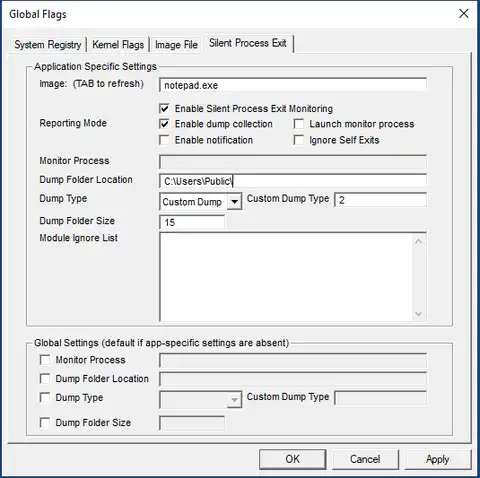 Global Flags
System Registry Kernel Flags Image File Silent Process Exit
Application Specific Settings
Image: (TAB to refresh) notepad.exe
Enable Silent Process Exit Monitoring
Reporting Mode Enable dump collection Launch monitor process
Enable notification Ignore Self Exits
Monitor Process
Dump Folder Location C:\Users\Public\
Dump Type Custom Dump Custom Dump Type 2
Dump Folder Size 15
Module Ignore List
Global Settings (default if app-specific settings are absent)
Monitor Process
Dump Folder Location
Dump Type Custom Dump Type
Dump Folder Size
OK Cancel Apply